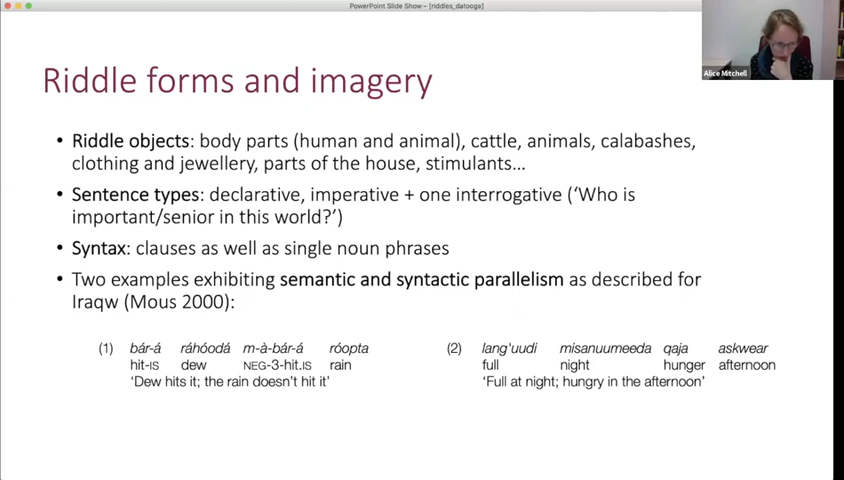 PowerPoint Slide Show – [riddles_datooga]
Alice Mitchell
Riddle forms and imagery
• Riddle objects: body parts (human and animal), cattle, animals, calabashes,
clothing and jewellery, parts of the house, stimulants…
• Sentence types: declarative, imperative + one interrogative (‘Who is
important/senior in this world?’)
• Syntax: clauses as well as single noun phrases
• Two examples exhibiting semantic and syntactic parallelism as described for
Iraqw (Mous 2000):
(1) bár-á ráhóodá m-à-bár-á róopta
hit-IS dew NEG-3-hit.IS rain
‘Dew hits it; the rain doesn’t hit it’
(2) lang'uudi misanuumeeda qaja askwear
full night hunger afternoon
‘Full at night; hungry in the afternoon’